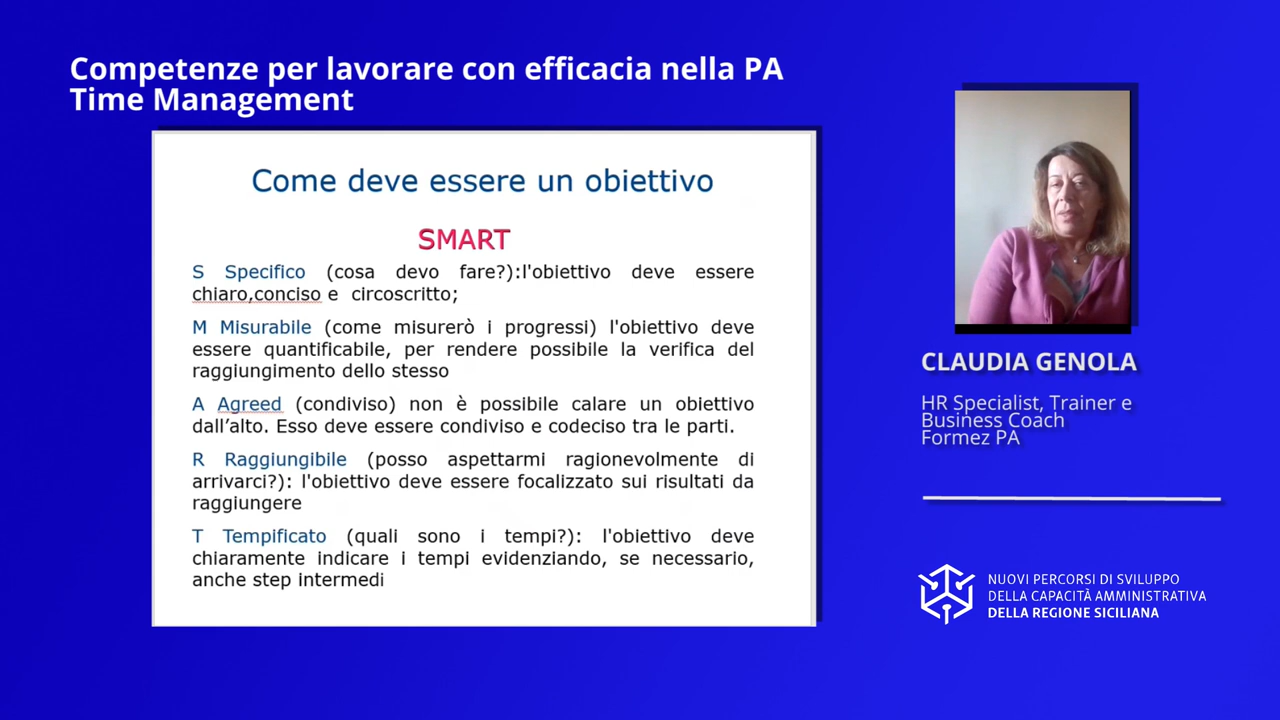 Competenze per lavorare con efficacia nella PA
Time Management
Come deve essere un obiettivo
SMART
S Specifico (cosa devo fare?):l'obiettivo deve essere
chiaro,conciso e circoscritto;
M Misurabile (come misurerò i progressi) l'obiettivo deve
essere quantificabile, per rendere possibile la verifica del
raggiungimento dello stesso
A Agreed (condiviso) non è possibile calare un obiettivo
dall’alto. Esso deve essere condiviso e codeciso tra le parti.
R Raggiungibile (posso aspettarmi ragionevolmente di
arrivarci?): l'obiettivo deve essere focalizzato sui risultati da
raggiungere
T Tempificato (quali sono i tempi?): l'obiettivo deve
chiaramente indicare i tempi evidenziando, se necessario,
anche step intermedi
CLAUDIA GENOLA
HR Specialist, Trainer e
Business Coach
Formez PA
NUOVI PERCORSI DI SVILUPPO
DELLA CAPACITÀ AMMINISTRATIVA
DELLA REGIONE SICILIANA